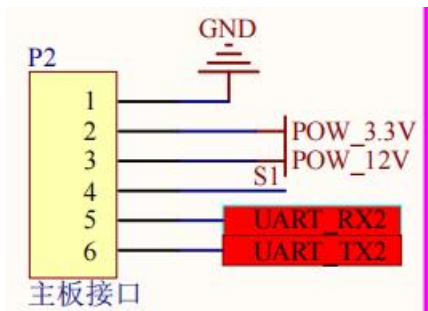 GND
P2
1
2 POW_3.3V
3 POW_12V
S1
4
5 UART_RX2
6 UART_TX2
主板接口